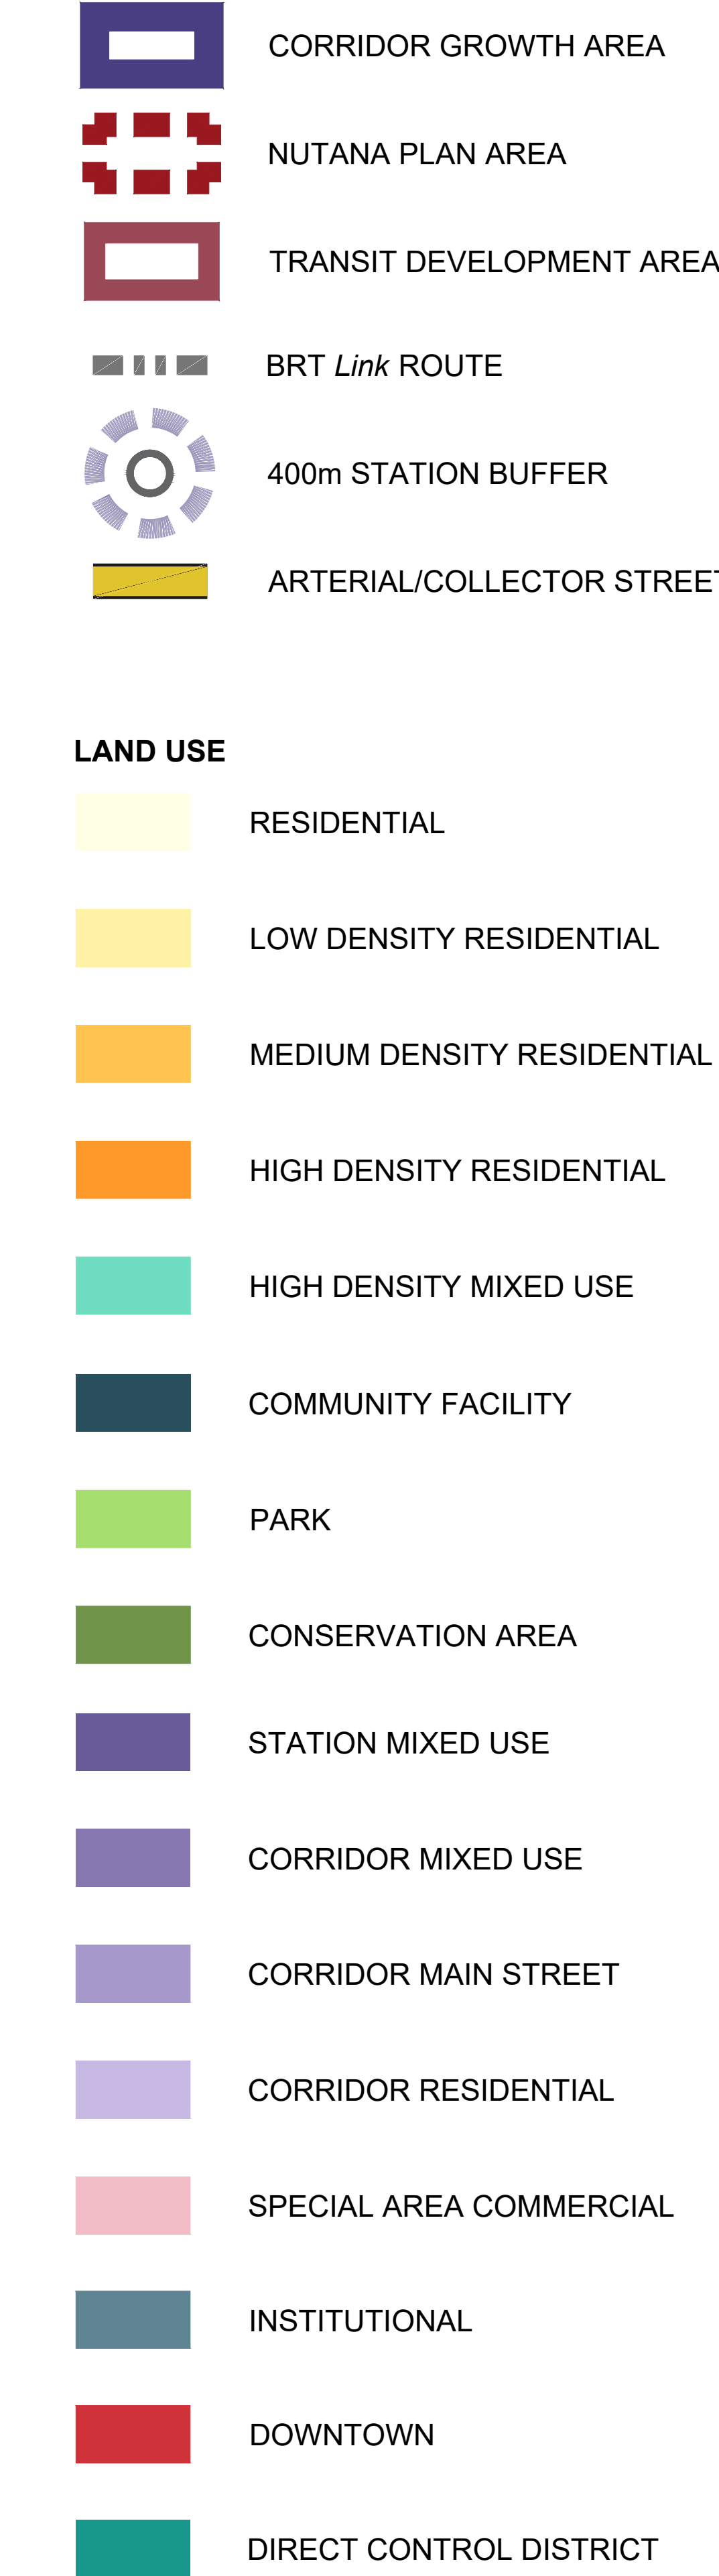 CORRIDOR GROWTH AREA
NUTANA PLAN AREA
TRANSIT DEVELOPMENT AREA
BRT Link ROUTE
400m STATION BUFFER
ARTERIAL/COLLECTOR STREET
LAND USE
RESIDENTIAL
LOW DENSITY RESIDENTIAL
MEDIUM DENSITY RESIDENTIAL
HIGH DENSITY RESIDENTIAL
HIGH DENSITY MIXED USE
COMMUNITY FACILITY
PARK
CONSERVATION AREA
STATION MIXED USE
CORRIDOR MIXED USE
CORRIDOR MAIN STREET
CORRIDOR RESIDENTIAL
SPECIAL AREA COMMERCIAL
INSTITUTIONAL
DOWNTOWN
DIRECT CONTROL DISTRICT